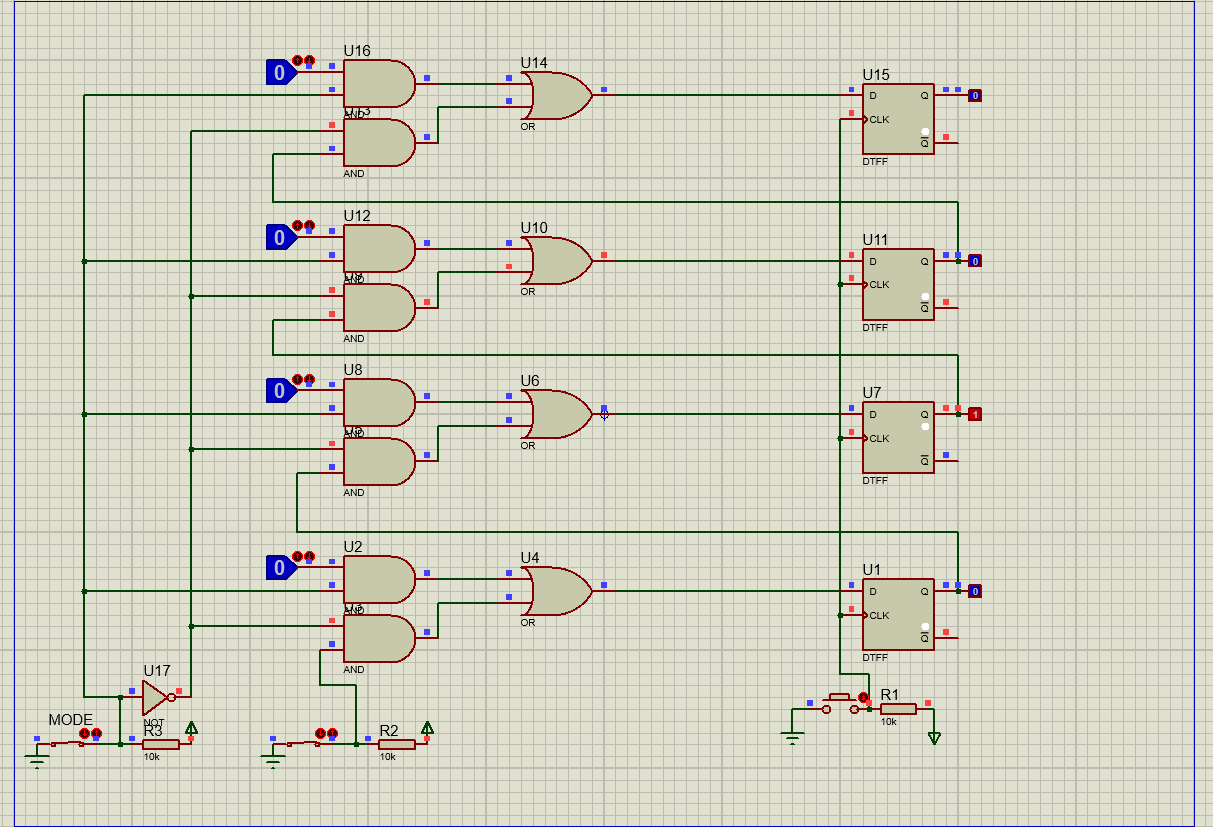 U16
0
U14
U15
D Q
0
AND
OR
CLK
Q
AND
DTFF
U12
0
U10
U11
D Q
0
AND
OR
CLK
Q
AND
DTFF
U8
0
U6
U7
D Q
1
AND
OR
CLK
Q
AND
DTFF
U2
0
U4
U1
D Q
0
AND
OR
CLK
Q
AND
DTFF
U17
NOT
MODE
R3
10k
R2
10k
R1
10k